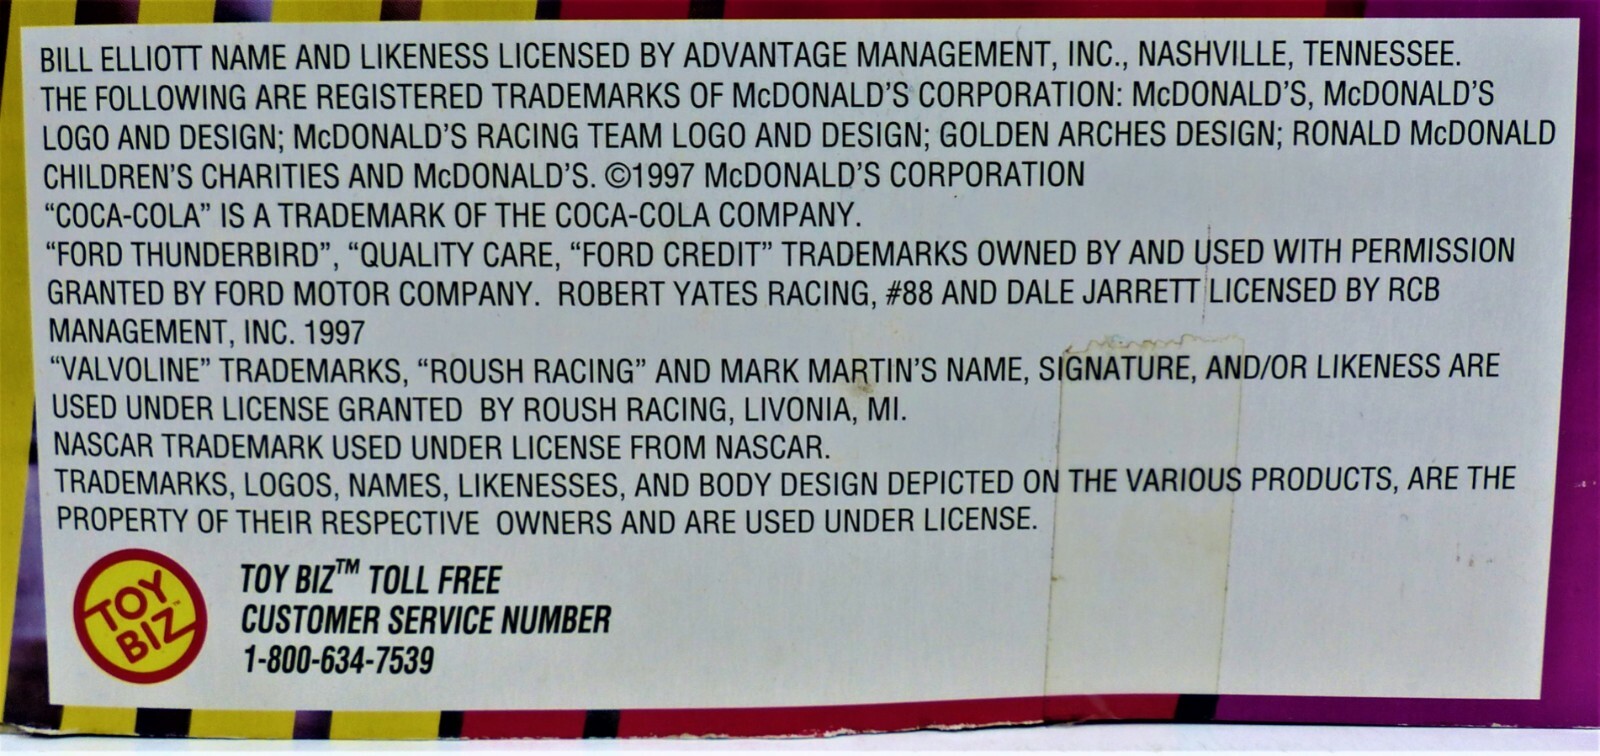 BILL ELLIOTT NAME AND LIKENESS LICENSED BY ADVANTAGE MANAGEMENT, INC., NASHVILLE, TENNESSEE.
THE FOLLOWING ARE REGISTERED TRADEMARKS OF McDONALD'S CORPORATION: McDONALD'S, McDONALD'S
LOGO AND DESIGN; McDONALD'S RACING TEAM LOGO AND DESIGN; GOLDEN ARCHES DESIGN; RONALD McDONALD
CHILDREN'S CHARITIES AND McDONALD'S. ©1997 McDONALD'S CORPORATION
“COCA-COLA” IS A TRADEMARK OF THE COCA-COLA COMPANY.
“FORD THUNDERBIRD”, “QUALITY CARE, “FORD CREDIT” TRADEMARKS OWNED BY AND USED WITH PERMISSION
GRANTED BY FORD MOTOR COMPANY. ROBERT YATES RACING, #88 AND DALE JARRETT LICENSED BY RCB
MANAGEMENT, INC. 1997
“VALVOLINE” TRADEMARKS, “ROUSH RACING” AND MARK MARTIN'S NAME, SIGNATURE, AND/OR LIKENESS ARE
USED UNDER LICENSE GRANTED BY ROUSH RACING, LIVONIA, MI.
NASCAR TRADEMARK USED UNDER LICENSE FROM NASCAR.
TRADEMARKS, LOGOS, NAMES, LIKENESSES, AND BODY DESIGN DEPICTED ON THE VARIOUS PRODUCTS, ARE THE
PROPERTY OF THEIR RESPECTIVE OWNERS AND ARE USED UNDER LICENSE.
TOY
BIZ™
TOY BIZ™ TOLL FREE
CUSTOMER SERVICE NUMBER
1-800-634-7539